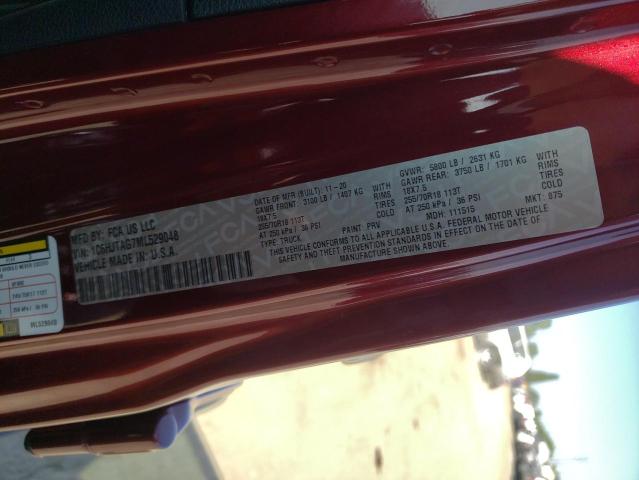 MFD BY: FCA US LLC
VIN: 1C6HJTAG7ML529048
VEHICLE MADE IN: U.S.A.
DATE OF MFR (BUILT): 11-20
GAWR FRONT: 3100 LB / 1407 KG WITH
18X7.5 RIMS
255/70R18 113T
AT 250 kPa / 36 PSI COLD
TYPE: TRUCK PAINT: PRV
GVWR: 5800 LB / 2631 KG
GAWR REAR: 3750 LB / 1701 KG WITH
18X7.5 RIMS
255/70R18 113T
AT 250 kPa / 36 PSI COLD
MDH: 111515 MKT: 875
THIS VEHICLE CONFORMS TO ALL APPLICABLE U.S.A. FEDERAL MOTOR VEHICLE
SAFETY AND THEFT PREVENTION STANDARDS IN EFFECT ON THE DATE OF
MANUFACTURE SHOWN ABOVE.
ML529048